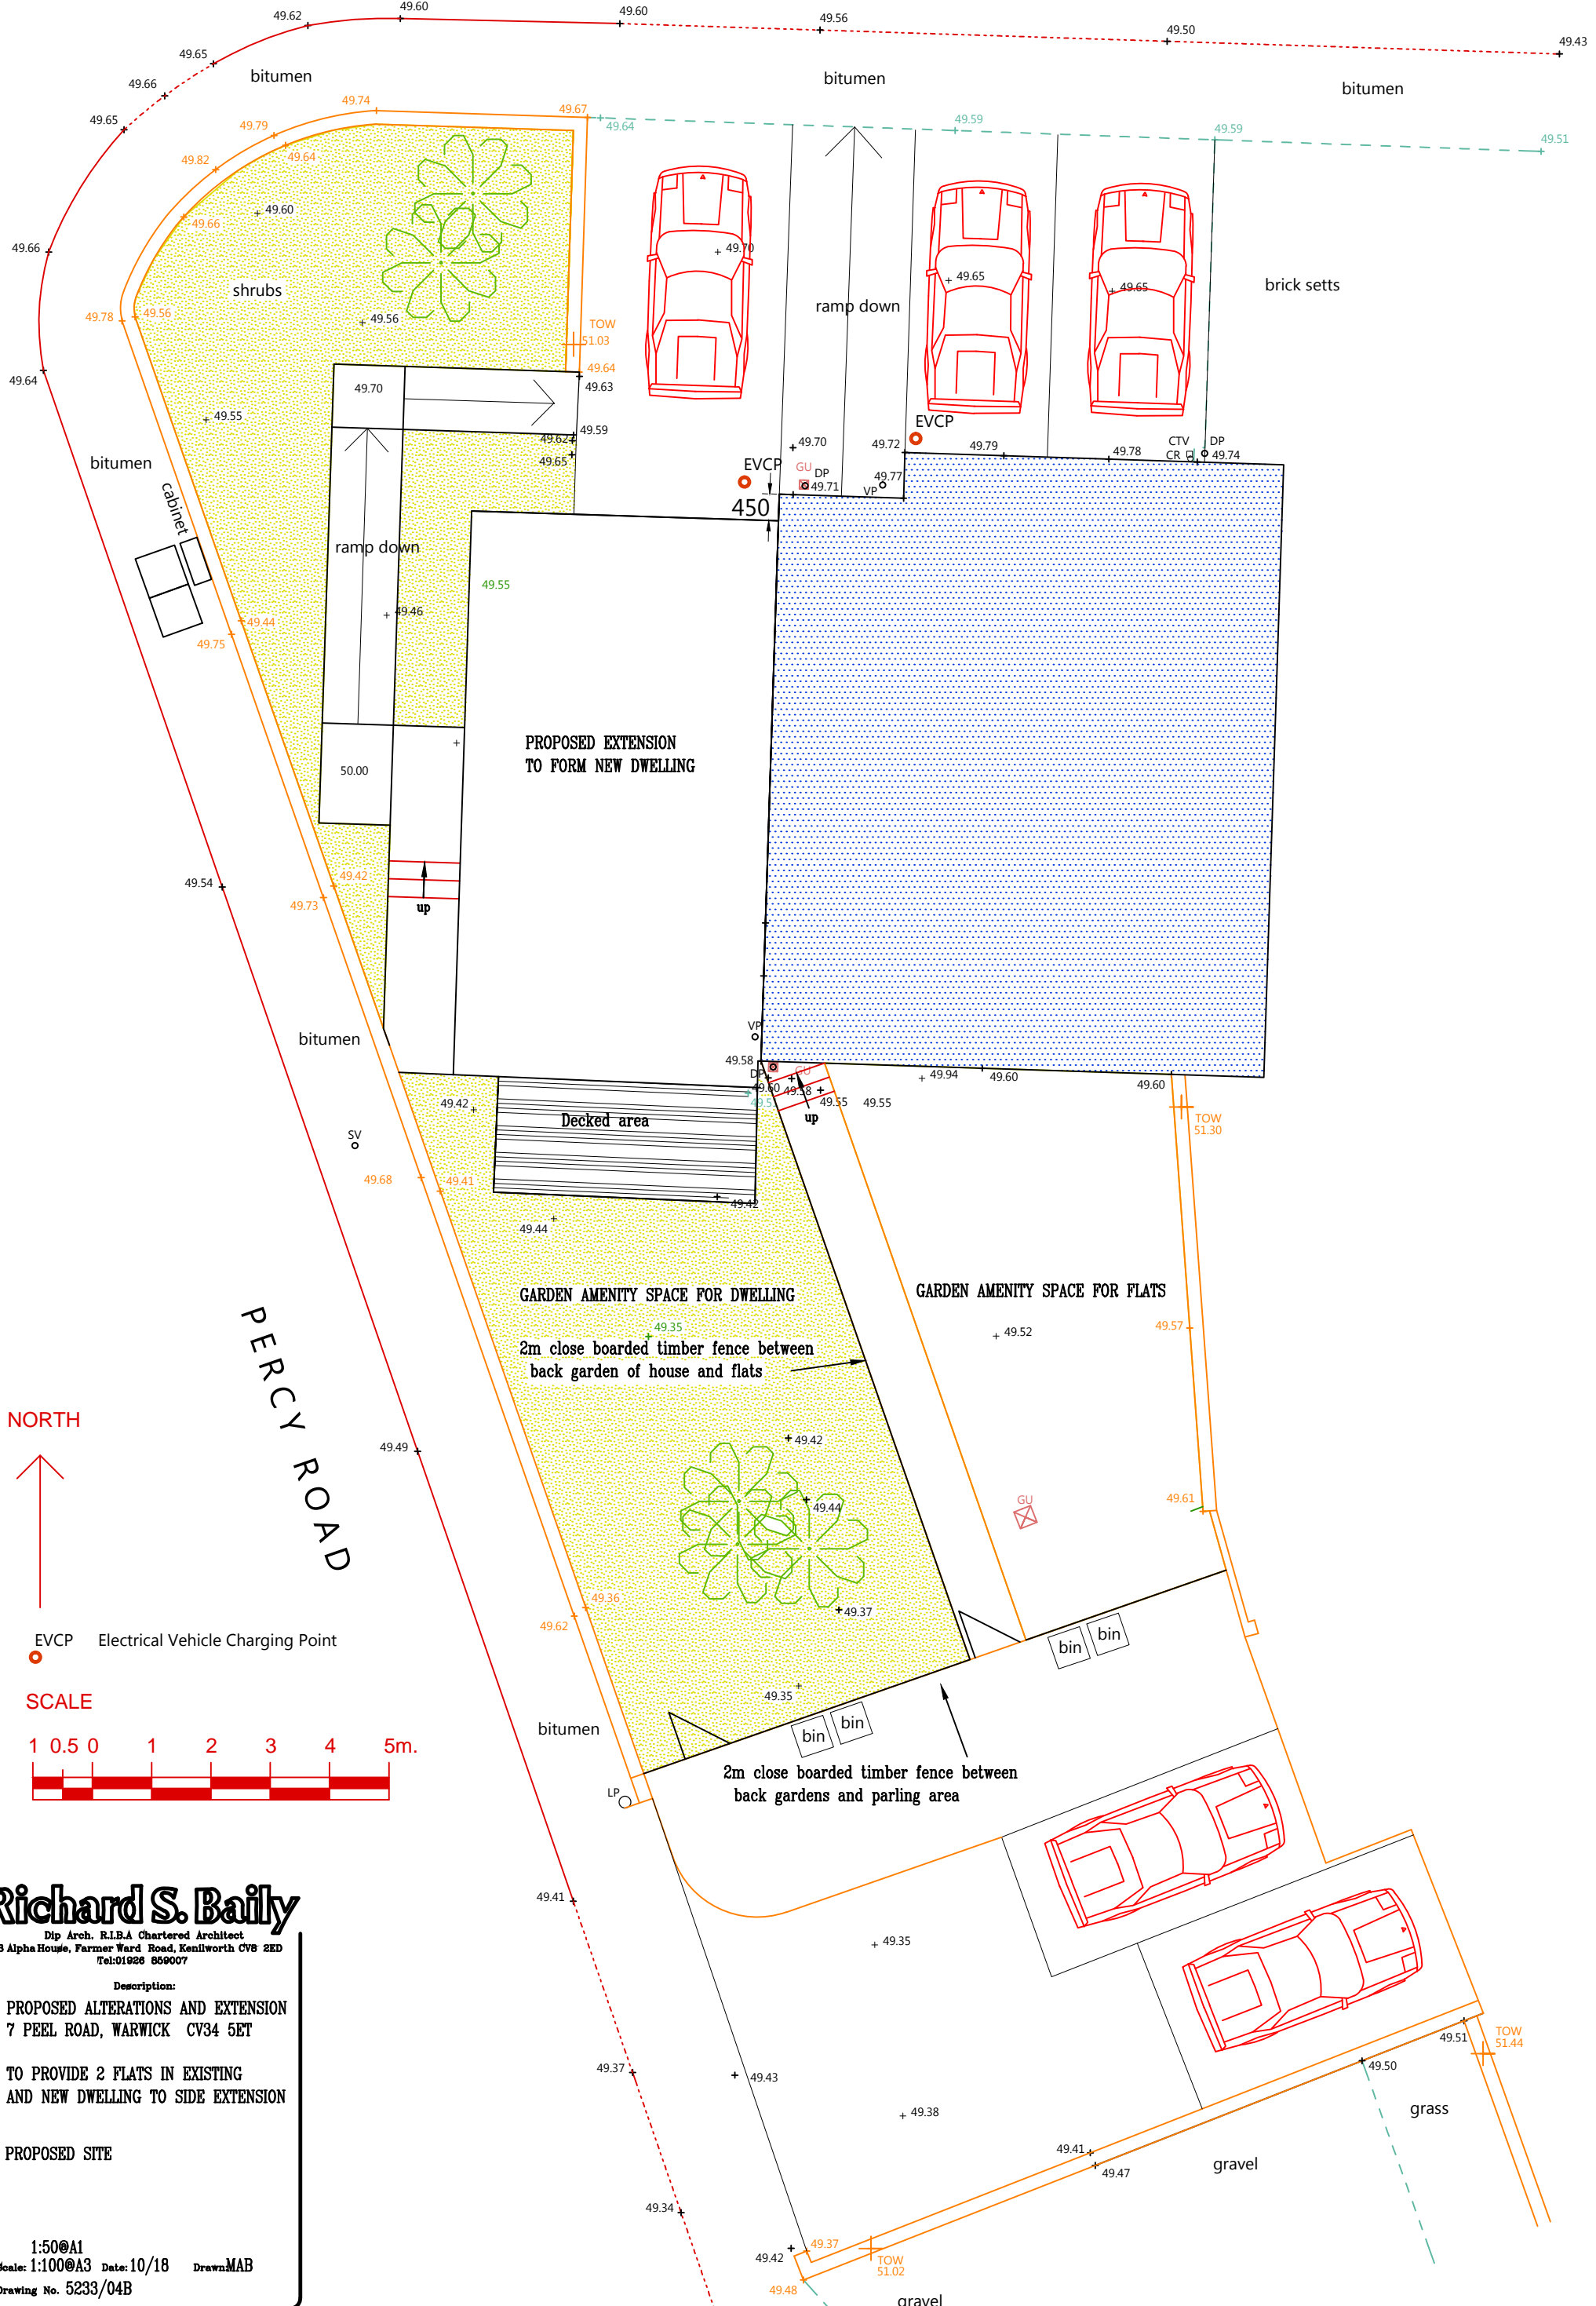 49.62
49.60
49.60
49.56
49.50
49.43
49.65
49.66
49.65
bitumen
bitumen
bitumen
49.74
49.67
49.64
49.59
49.59
49.51
49.79
49.64
49.82
49.60
49.66
49.66
49.70
49.65
49.65
brick setts
shrubs
ramp down
49.78
49.56
49.56
TOW
51.03
49.64
49.64
49.63
49.70
49.55
49.59
49.62
49.65
EVCP
49.70
49.72
49.79
49.78
CTV
DP
CR
49.74
bitumen
cabinet
EVCP
GU
DP
49.71
49.77
VP
450
ramp down
49.55
49.46
49.44
49.75
PROPOSED EXTENSION
TO FORM NEW DWELLING
50.00
49.54
49.42
49.73
up
bitumen
VP
49.58
DP
GU
49.60
49.58
49.55
49.55
49.94
49.60
49.60
up
TOW
51.30
49.42
Decked area
SV
49.68
49.41
49.42
49.44
GARDEN AMENITY SPACE FOR DWELLING
GARDEN AMENITY SPACE FOR FLATS
49.35
49.52
49.57
2m close boarded timber fence between
back garden of house and flats
PERCY ROAD
NORTH
49.49
49.42
49.44
GU
49.61
49.36
49.62
49.37
EVCP Electrical Vehicle Charging Point
bin
bin
SCALE
49.35
bin
bin
bitumen
1 0.5 0 1 2 3 4 5m.
2m close boarded timber fence between
back gardens and parling area
LP
Richard S. Baily
Dip Arch. R.I.B.A Chartered Architect
Alpha House, Farmer Ward Road, Kenilworth CV8 2ED
Tel:01926 859007
Description:
PROPOSED ALTERATIONS AND EXTENSION
7 PEEL ROAD, WARWICK CV34 5ET
TO PROVIDE 2 FLATS IN EXISTING
AND NEW DWELLING TO SIDE EXTENSION
PROPOSED SITE
1:50@A1
Scale: 1:100@A3 Date: 10/18 Drawn: MAB
Drawing No. 5233/04B
49.41
49.35
49.37
49.43
49.38
49.51
TOW
51.44
49.50
grass
49.41
49.47
gravel
49.34
49.42
49.37
TOW
51.02
49.48
gravel